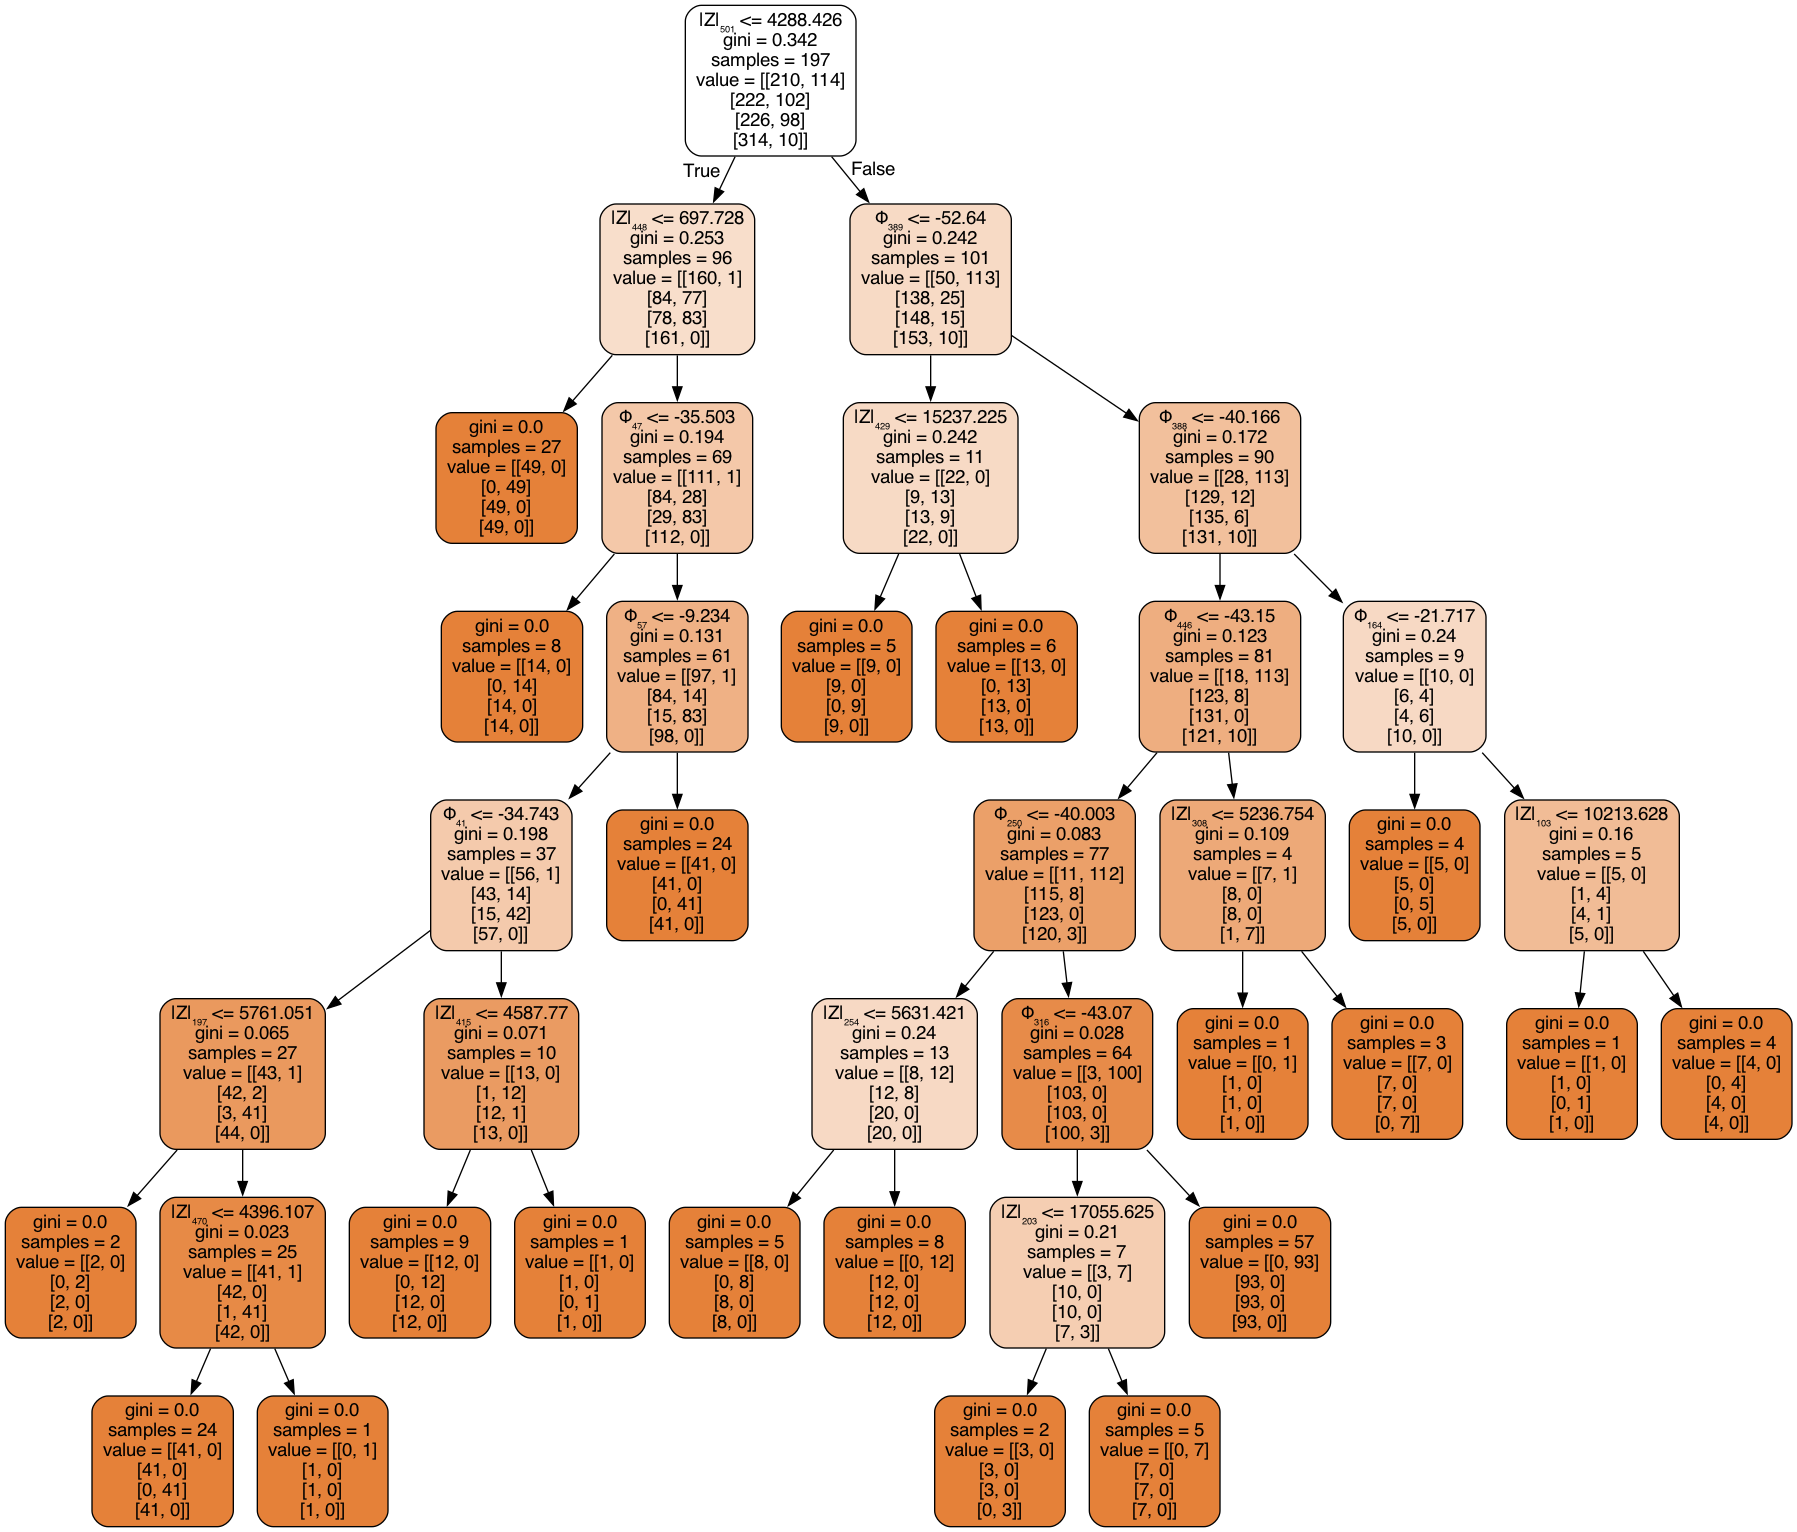 |Z|₅₀₁ <= 4288.426
gini = 0.342
samples = 197
value = [[210, 114]
[222, 102]
[226, 98]
[314, 10]]
True
False
|Z|₄₄₈ <= 697.728
gini = 0.253
samples = 96
value = [[160, 1]
[84, 77]
[78, 83]
[161, 0]]
Φ₃₈₉ <= -52.64
gini = 0.242
samples = 101
value = [[50, 113]
[138, 25]
[148, 15]
[153, 10]]
gini = 0.0
samples = 27
value = [[49, 0]
[0, 49]
[49, 0]
[49, 0]]
Φ₄₇ <= -35.503
gini = 0.194
samples = 69
value = [[111, 1]
[84, 28]
[29, 83]
[112, 0]]
|Z|₄₂₉ <= 15237.225
gini = 0.242
samples = 11
value = [[22, 0]
[9, 13]
[13, 9]
[22, 0]]
Φ₃₈₈ <= -40.166
gini = 0.172
samples = 90
value = [[28, 113]
[129, 12]
[135, 6]
[131, 10]]
gini = 0.0
samples = 8
value = [[14, 0]
[0, 14]
[14, 0]
[14, 0]]
Φ₅₇ <= -9.234
gini = 0.131
samples = 61
value = [[97, 1]
[84, 14]
[15, 83]
[98, 0]]
gini = 0.0
samples = 5
value = [[9, 0]
[9, 0]
[0, 9]
[9, 0]]
gini = 0.0
samples = 6
value = [[13, 0]
[0, 13]
[13, 0]
[13, 0]]
Φ₄₄₆ <= -43.15
gini = 0.123
samples = 81
value = [[18, 113]
[123, 8]
[131, 0]
[121, 10]]
Φ₁₆₄ <= -21.717
gini = 0.24
samples = 9
value = [[10, 0]
[6, 4]
[4, 6]
[10, 0]]
Φ₄₁ <= -34.743
gini = 0.198
samples = 37
value = [[56, 1]
[43, 14]
[15, 42]
[57, 0]]
gini = 0.0
samples = 24
value = [[41, 0]
[41, 0]
[0, 41]
[41, 0]]
Φ₂₅₀ <= -40.003
gini = 0.083
samples = 77
value = [[11, 112]
[115, 8]
[123, 0]
[120, 3]]
|Z|₃₀₈ <= 5236.754
gini = 0.109
samples = 4
value = [[7, 1]
[8, 0]
[8, 0]
[1, 7]]
gini = 0.0
samples = 4
value = [[5, 0]
[5, 0]
[0, 5]
[5, 0]]
|Z|₁₀₃ <= 10213.628
gini = 0.16
samples = 5
value = [[5, 0]
[1, 4]
[4, 1]
[5, 0]]
|Z|₁₉₇ <= 5761.051
gini = 0.065
samples = 27
value = [[43, 1]
[42, 2]
[3, 41]
[44, 0]]
|Z|₄₁₅ <= 4587.77
gini = 0.071
samples = 10
value = [[13, 0]
[1, 12]
[12, 1]
[13, 0]]
|Z|₂₅₄ <= 5631.421
gini = 0.24
samples = 13
value = [[8, 12]
[12, 8]
[20, 0]
[20, 0]]
Φ₃₁₆ <= -43.07
gini = 0.028
samples = 64
value = [[3, 100]
[103, 0]
[103, 0]
[100, 3]]
gini = 0.0
samples = 1
value = [[0, 1]
[1, 0]
[1, 0]
[1, 0]]
gini = 0.0
samples = 3
value = [[7, 0]
[7, 0]
[7, 0]
[0, 7]]
gini = 0.0
samples = 1
value = [[1, 0]
[1, 0]
[0, 1]
[1, 0]]
gini = 0.0
samples = 4
value = [[4, 0]
[0, 4]
[4, 0]
[4, 0]]
gini = 0.0
samples = 2
value = [[2, 0]
[0, 2]
[2, 0]
[2, 0]]
|Z|₄₇₀ <= 4396.107
gini = 0.023
samples = 25
value = [[41, 1]
[42, 0]
[1, 41]
[42, 0]]
gini = 0.0
samples = 9
value = [[12, 0]
[0, 12]
[12, 0]
[12, 0]]
gini = 0.0
samples = 1
value = [[1, 0]
[1, 0]
[0, 1]
[1, 0]]
gini = 0.0
samples = 5
value = [[8, 0]
[0, 8]
[8, 0]
[8, 0]]
gini = 0.0
samples = 8
value = [[0, 12]
[12, 0]
[12, 0]
[12, 0]]
|Z|₂₀₃ <= 17055.625
gini = 0.21
samples = 7
value = [[3, 7]
[10, 0]
[10, 0]
[7, 3]]
gini = 0.0
samples = 57
value = [[0, 93]
[93, 0]
[93, 0]
[93, 0]]
gini = 0.0
samples = 24
value = [[41, 0]
[41, 0]
[0, 41]
[41, 0]]
gini = 0.0
samples = 1
value = [[0, 1]
[1, 0]
[1, 0]
[1, 0]]
gini = 0.0
samples = 2
value = [[3, 0]
[3, 0]
[3, 0]
[0, 3]]
gini = 0.0
samples = 5
value = [[0, 7]
[7, 0]
[7, 0]
[7, 0]]